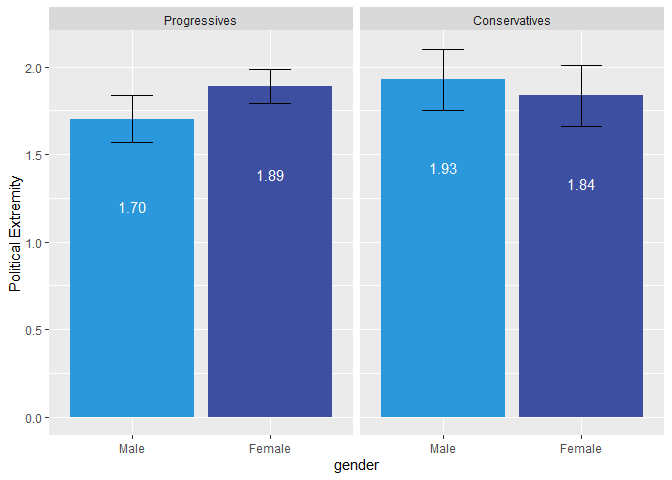 Progressives
Conservatives
Political Extremity
2.0
1.5
1.0
0.5
0.0
1.70
1.89
1.93
1.84
Male
Female
Male
Female
gender